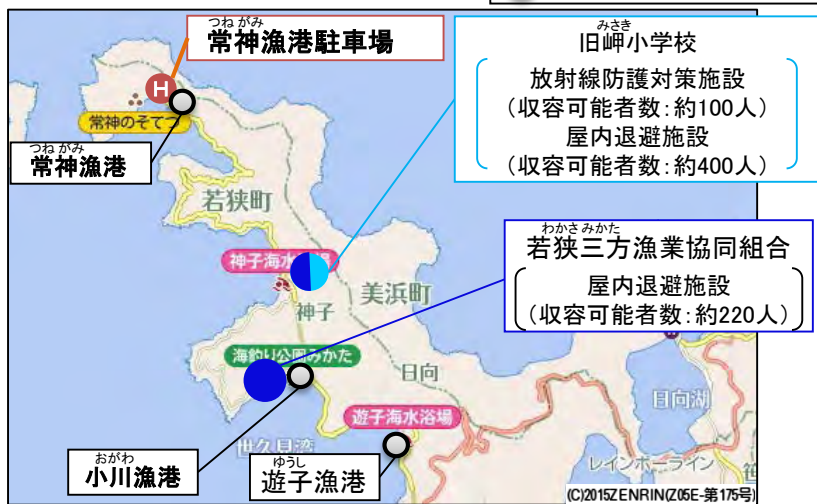 つねがみ
常神漁港駐車場
H
常神のそてつ
つねがみ
常神漁港
みさき
旧岬小学校
放射線防護対策施設
(収容可能者数:約100人)
屋内退避施設
(収容可能者数:約400人)
若狭町
神子海水
場
神子
美浜町
わかさみかた
若狭三方漁業協同組合
屋内退避施設
(収容可能者数:約220人)
海釣り公園みかた
日向
日向湖
遊子海水浴場
世久見湾
おがわ
小川漁港
ゆうし
遊子漁港
レインボーライン
(C)2015ZENRIN(Z05E-第175号)